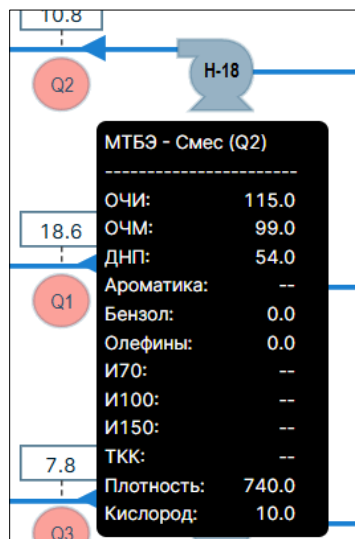 10.8
Q2
H-18
МТБЭ - Смес (Q2)
------------------------
ОЧИ: 115.0
ОЧМ: 99.0
ДНП: 54.0
Ароматика: --
Бензол: 0.0
Олефины: 0.0
И70: --
И100: --
И150: --
ТКК: --
Плотность: 740.0
Кислород: 10.0
18.6
Q1
7.8
Q3